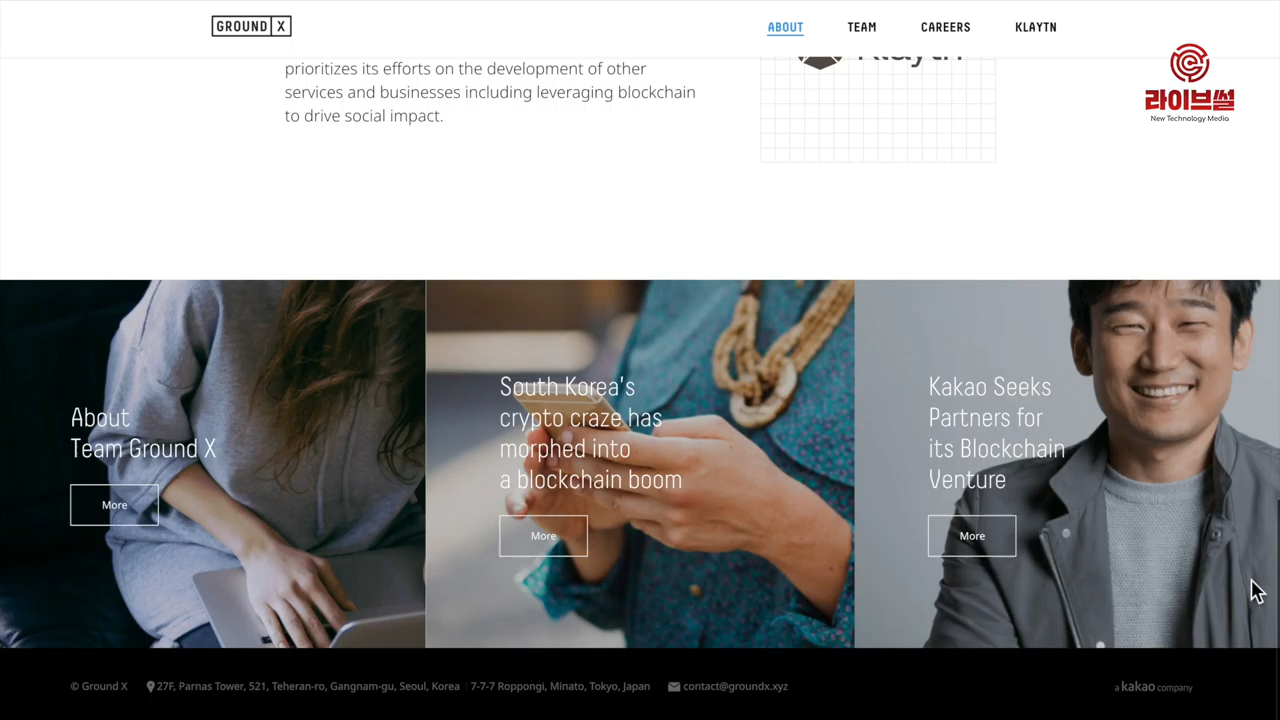 GROUND X
ABOUT
TEAM
CAREERS
KLAYTN
prioritizes its efforts on the development of other
services and businesses including leveraging blockchain
to drive social impact.
라이브썰
New Technology Media
About
Team Ground X
More
South Korea's
crypto craze has
morphed into
a blockchain boom
More
Kakao Seeks
Partners for
its Blockchain
Venture
More
© Ground X
27F, Parnas Tower, 521, Teheran-ro, Gangnam-gu, Seoul, Korea
7-7-7 Roppongi, Minato, Tokyo, Japan
contact@groundx.xyz
a kakao company